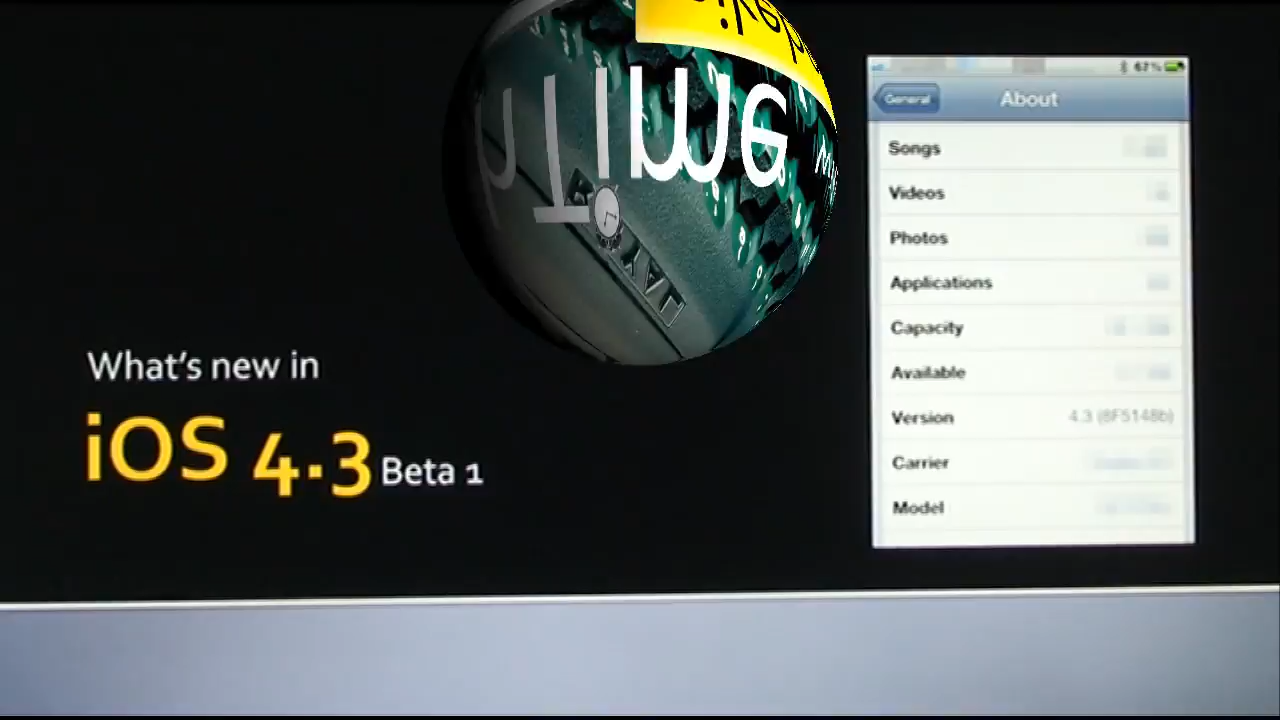 67%
General
About
Songs
Videos
Photos
Applications
Capacity
Available
Version 4.3 (8F5148b)
Carrier
Model
What's new in
iOS 4.3 Beta 1